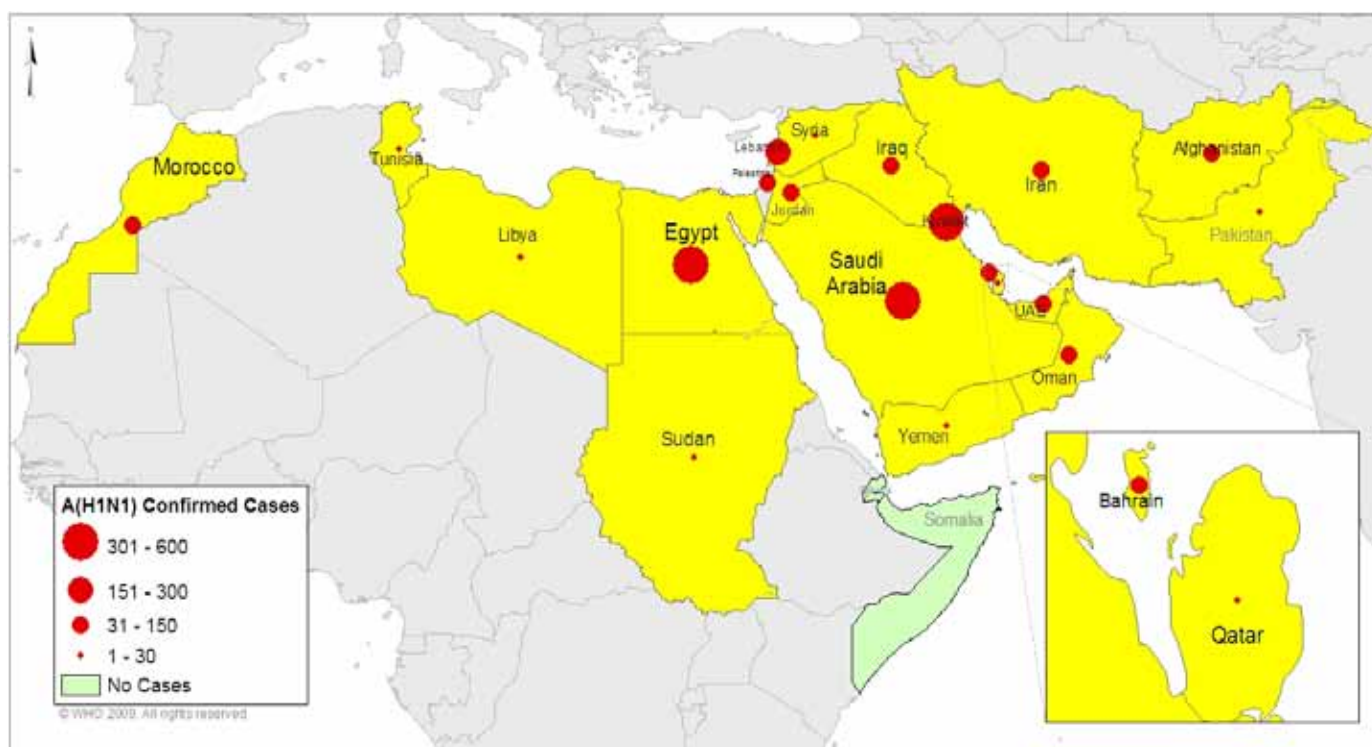 Morocco
Tunisia
Libya
Egypt
Sudan
Lebanon
Syria
Palestine
Jordan
Iraq
Iran
Afghanistan
Pakistan
Kuwait
Saudi
Arabia
UAE
Oman
Yemen
Somalia
A(H1N1) Confirmed Cases
301 - 600
151 - 300
31 - 150
1 - 30
No Cases
© WHO 2009. All rights reserved
Bahrain
Qatar